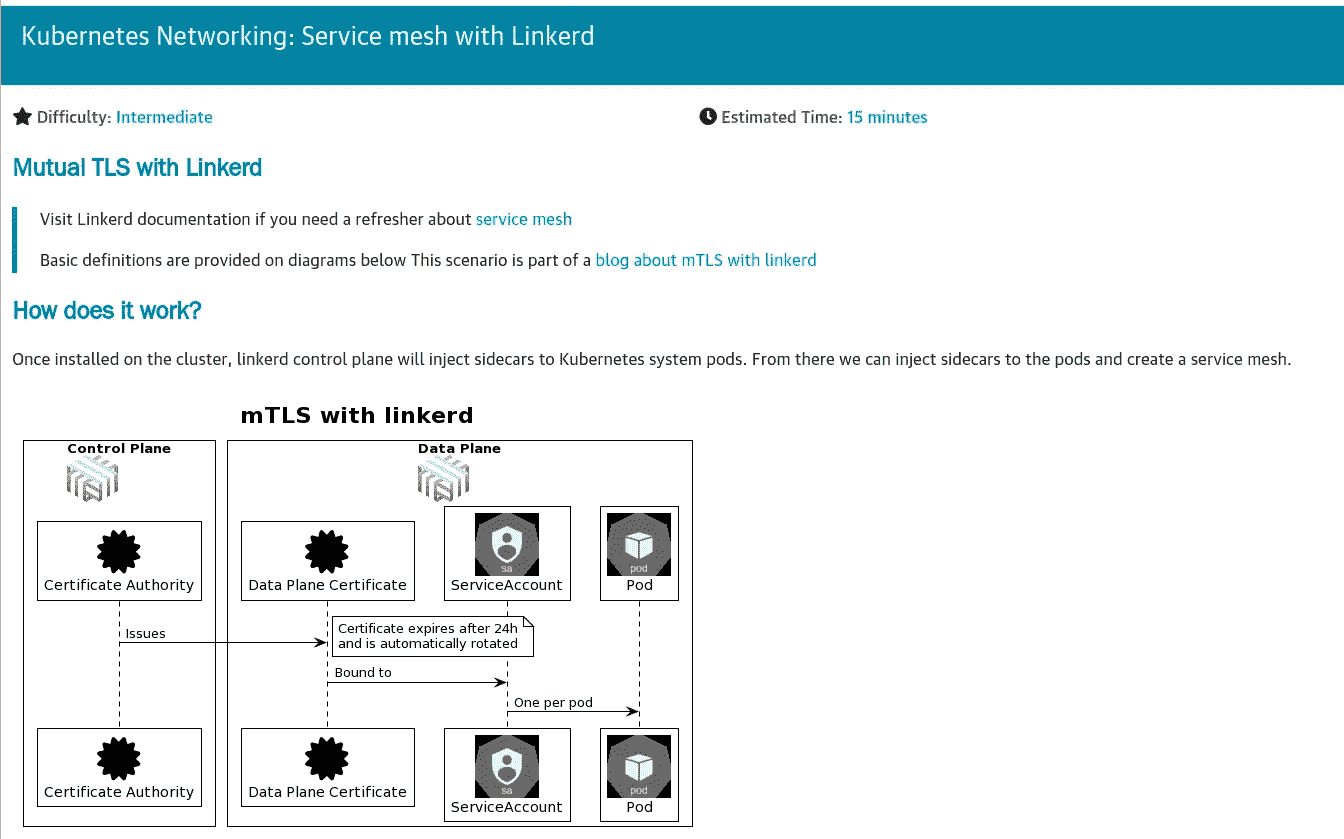 Kubernetes Networking: Service mesh with Linkerd
Difficulty: Intermediate
Estimated Time: 15 minutes
Mutual TLS with Linkerd
Visit Linkerd documentation if you need a refresher about service mesh
Basic definitions are provided on diagrams below This scenario is part of a blog about mTLS with linkerd
How does it work?
Once installed on the cluster, linkerd control plane will inject sidecars to Kubernetes system pods. From there we can inject sidecars to the pods and create a service mesh.
mTLS with linkerd
Control Plane
Data Plane
sa
pod
Certificate Authority
Data Plane Certificate
ServiceAccount
Pod
Issues
Certificate expires after 24h
and is automatically rotated
Bound to
One per pod
sa
pod
Certificate Authority
Data Plane Certificate
ServiceAccount
Pod